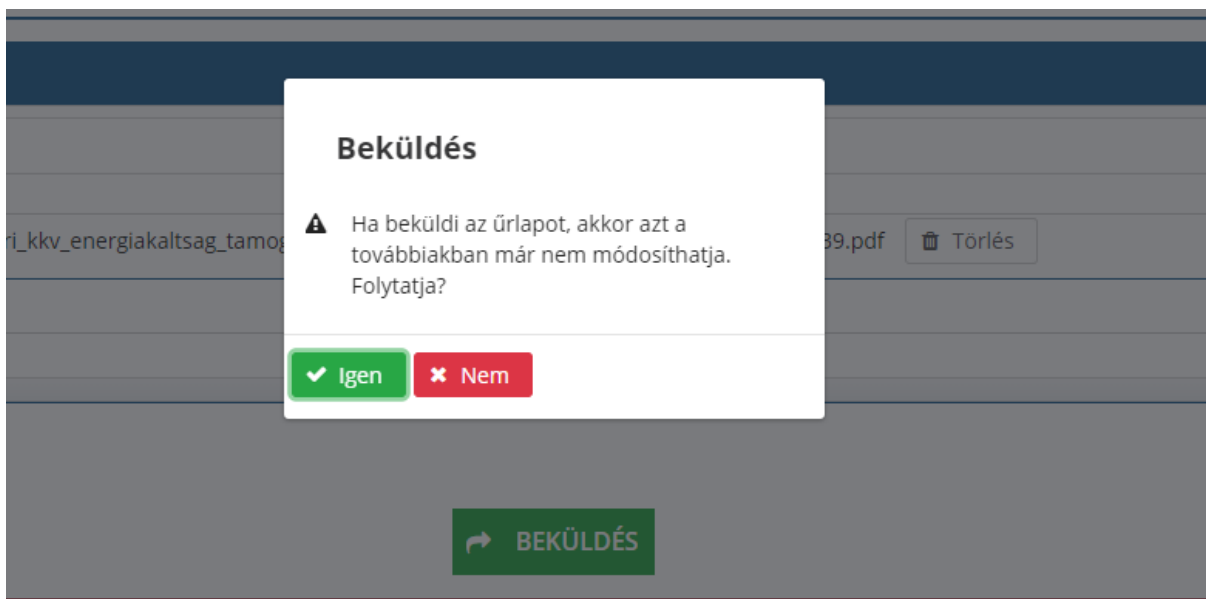 Beküldés
Ha beküldi az űrlapot, akkor azt a
továbbiakban már nem módosíthatja.
Folytatja?
ri_kkv_energiakaltsag_tamog 39.pdf Törlés
Igen Nem
BEKÜLDÉS